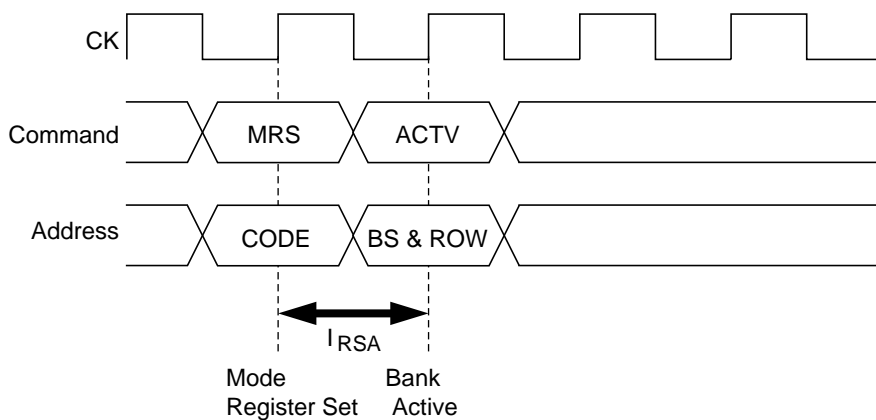 CK
Command MRS ACTV
Address CODE BS & ROW
l RSA
Mode Bank
Register Set Active